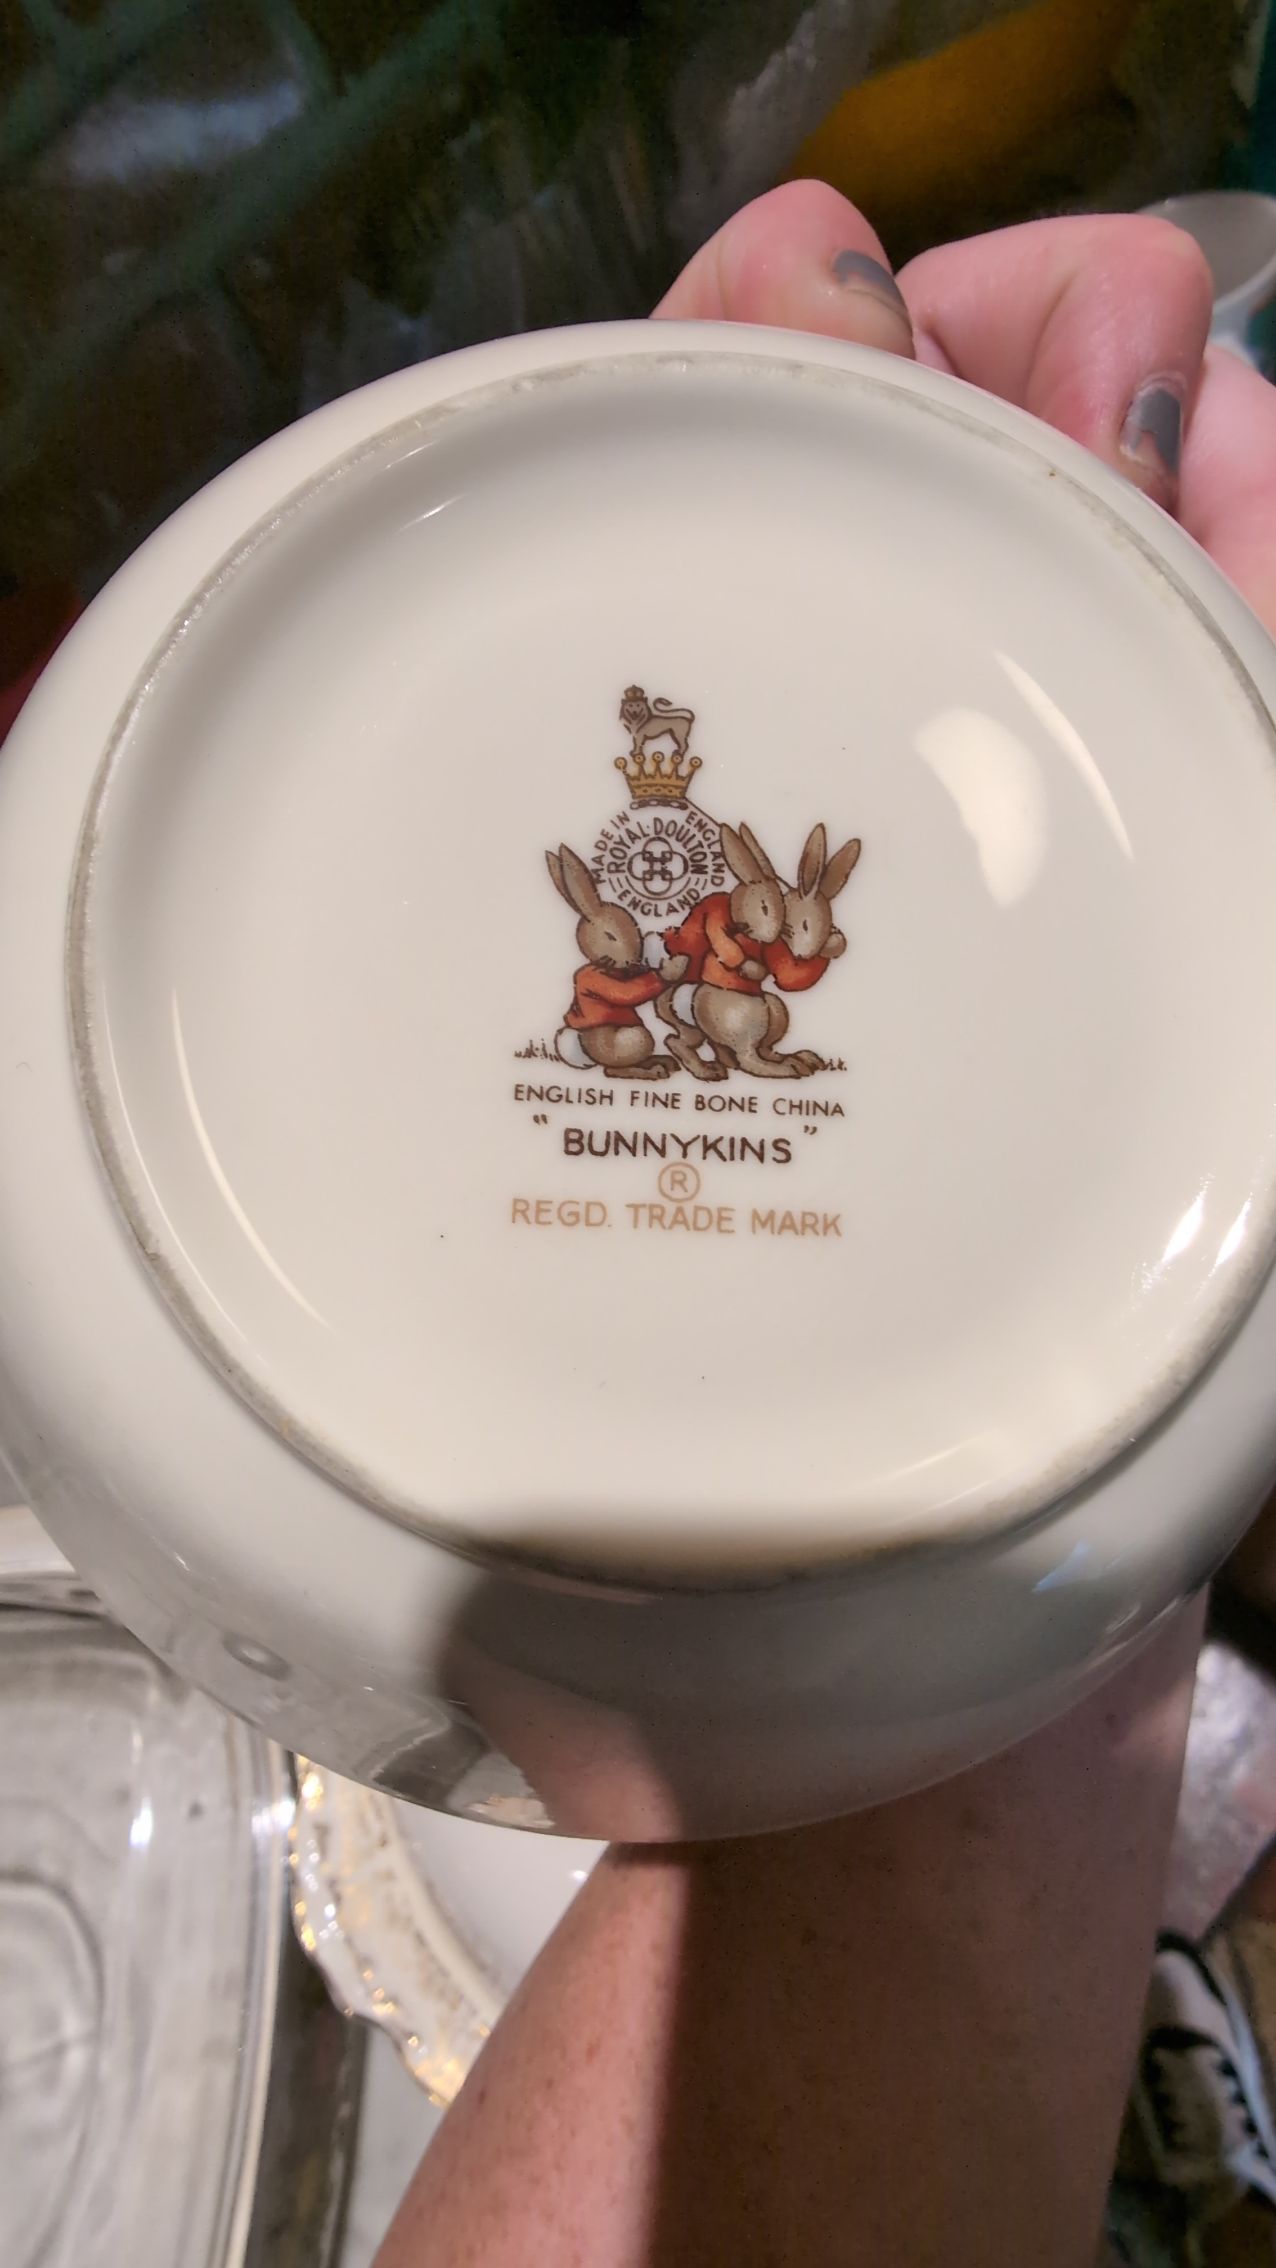 MADE IN ENGLAND
ROYAL·DOULTON
ENGLAND
ENGLISH FINE BONE CHINA
"BUNNYKINS"
®
REGD. TRADE MARK